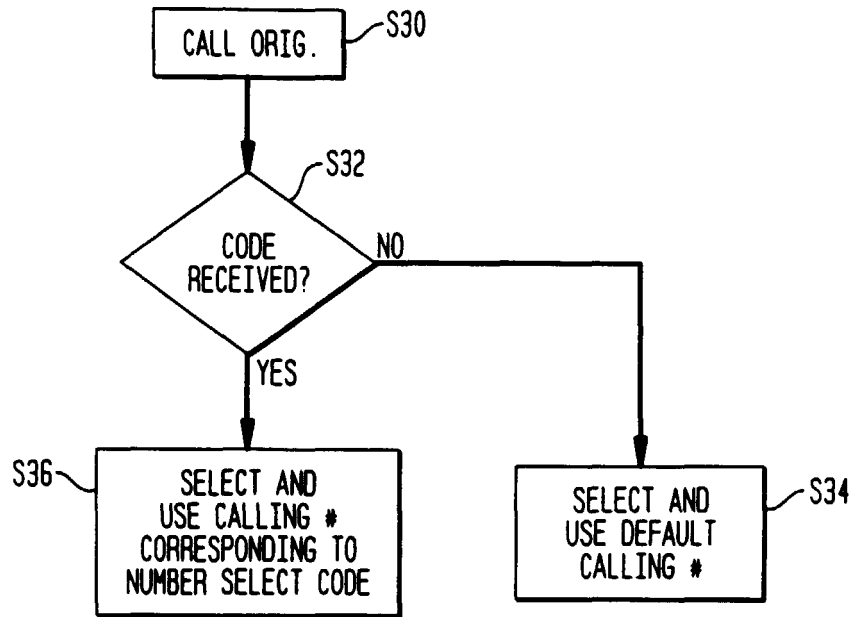 CALL ORIG.
S30
S32
CODE
RECEIVED?
NO
YES
S36
SELECT AND
USE CALLING #
CORRESPONDING TO
NUMBER SELECT CODE
SELECT AND
USE DEFAULT
CALLING #
S34